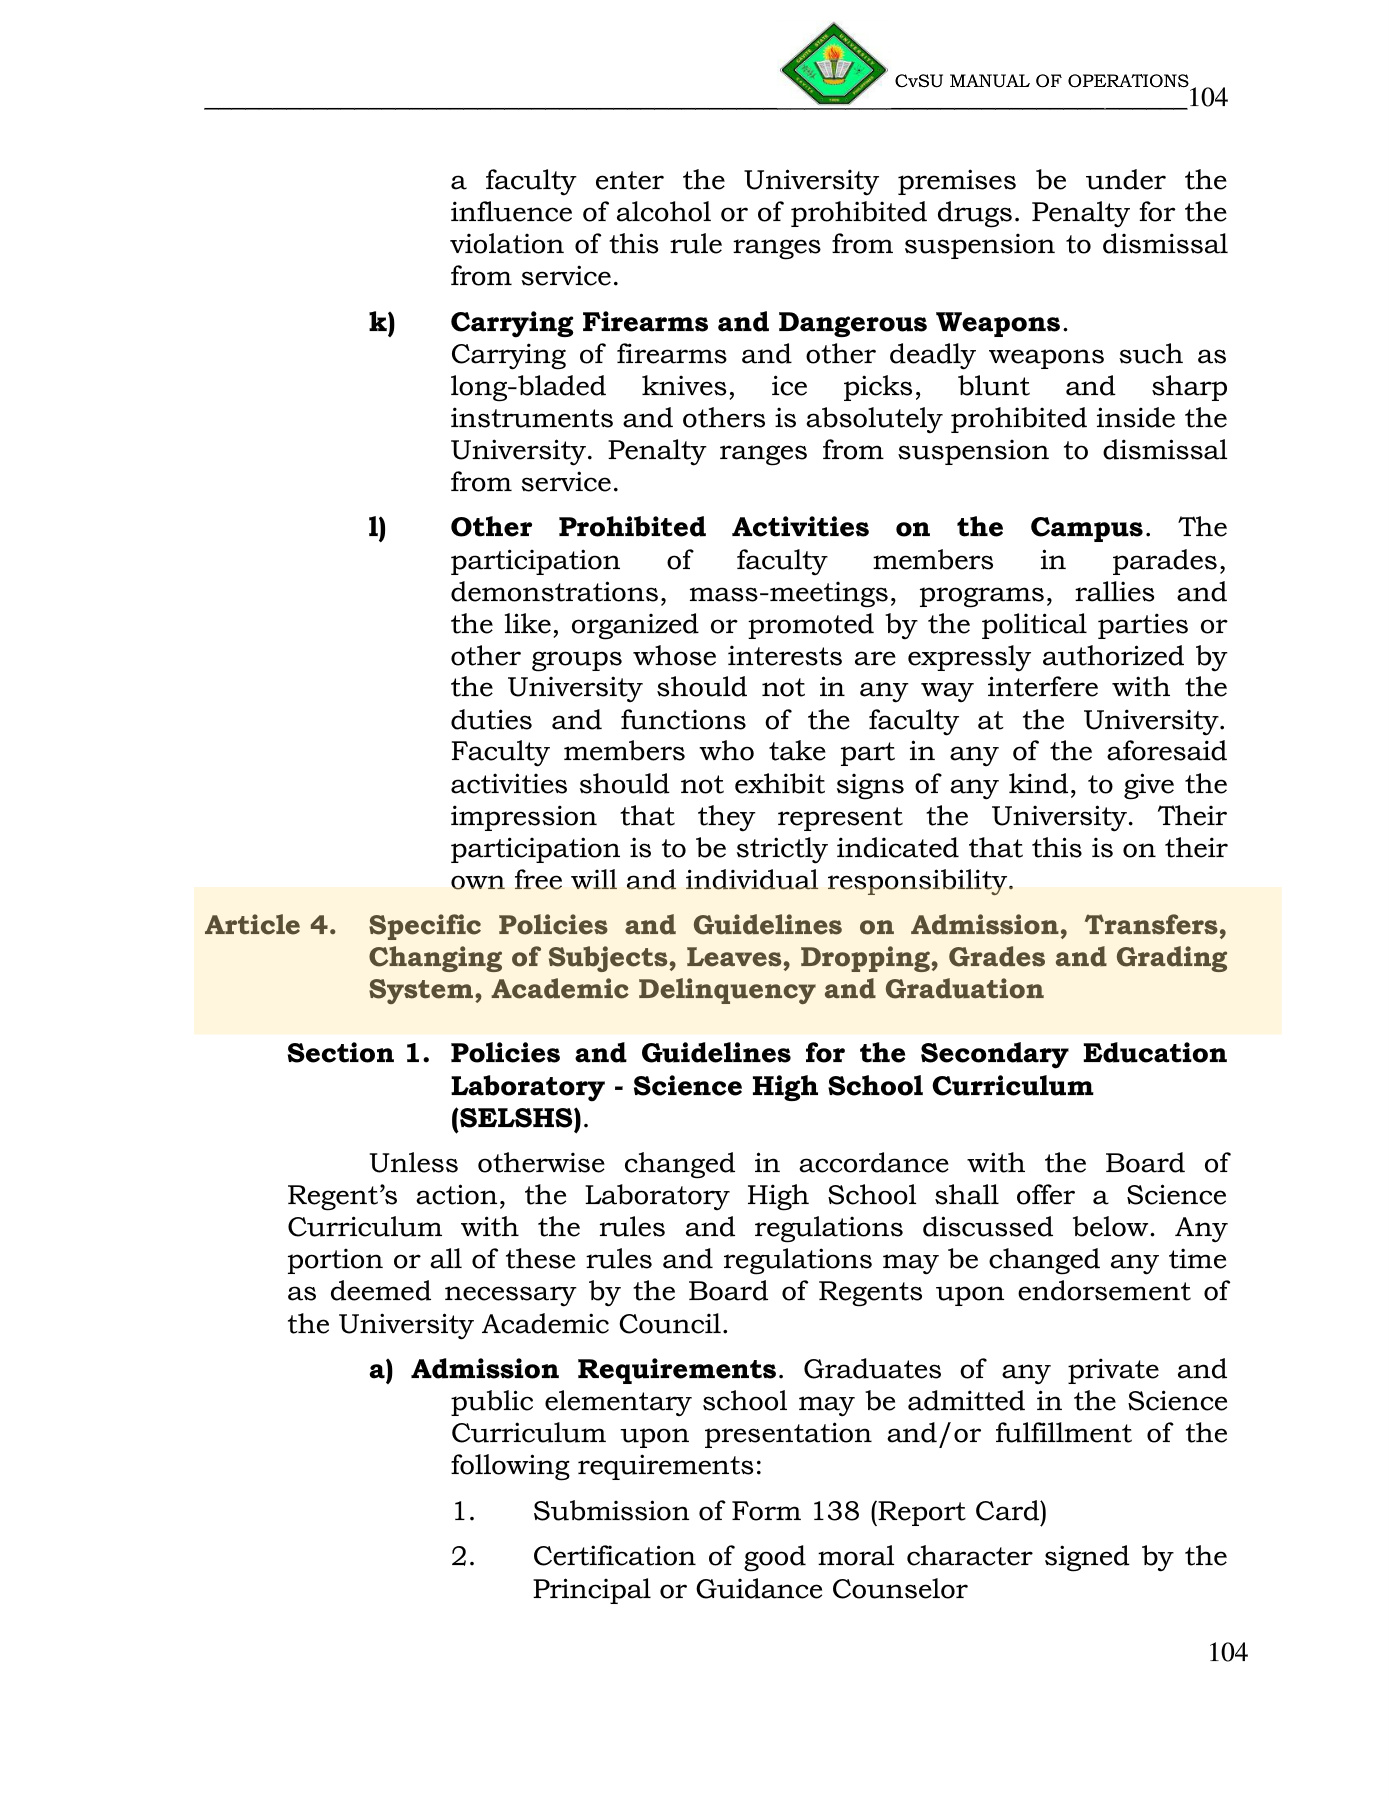 CvSU MANUAL OF OPERATIONS
104
a faculty enter the University premises be under the
influence of alcohol or of prohibited drugs. Penalty for the
violation of this rule ranges from suspension to dismissal
from service.
k) Carrying Firearms and Dangerous Weapons.
Carrying of firearms and other deadly weapons such as
long-bladed knives, ice picks, blunt and sharp
instruments and others is absolutely prohibited inside the
University. Penalty ranges from suspension to dismissal
from service.
l) Other Prohibited Activities on the Campus. The
participation of faculty members in parades,
demonstrations, mass-meetings, programs, rallies and
the like, organized or promoted by the political parties or
other groups whose interests are expressly authorized by
the University should not in any way interfere with the
duties and functions of the faculty at the University.
Faculty members who take part in any of the aforesaid
activities should not exhibit signs of any kind, to give the
impression that they represent the University. Their
participation is to be strictly indicated that this is on their
own free will and individual responsibility.
Article 4. Specific Policies and Guidelines on Admission, Transfers,
Changing of Subjects, Leaves, Dropping, Grades and Grading
System, Academic Delinquency and Graduation
Section 1. Policies and Guidelines for the Secondary Education
Laboratory - Science High School Curriculum
(SELSHS).
Unless otherwise changed in accordance with the Board of
Regent’s action, the Laboratory High School shall offer a Science
Curriculum with the rules and regulations discussed below. Any
portion or all of these rules and regulations may be changed any time
as deemed necessary by the Board of Regents upon endorsement of
the University Academic Council.
a) Admission Requirements. Graduates of any private and
public elementary school may be admitted in the Science
Curriculum upon presentation and/or fulfillment of the
following requirements:
1. Submission of Form 138 (Report Card)
2. Certification of good moral character signed by the
Principal or Guidance Counselor
104